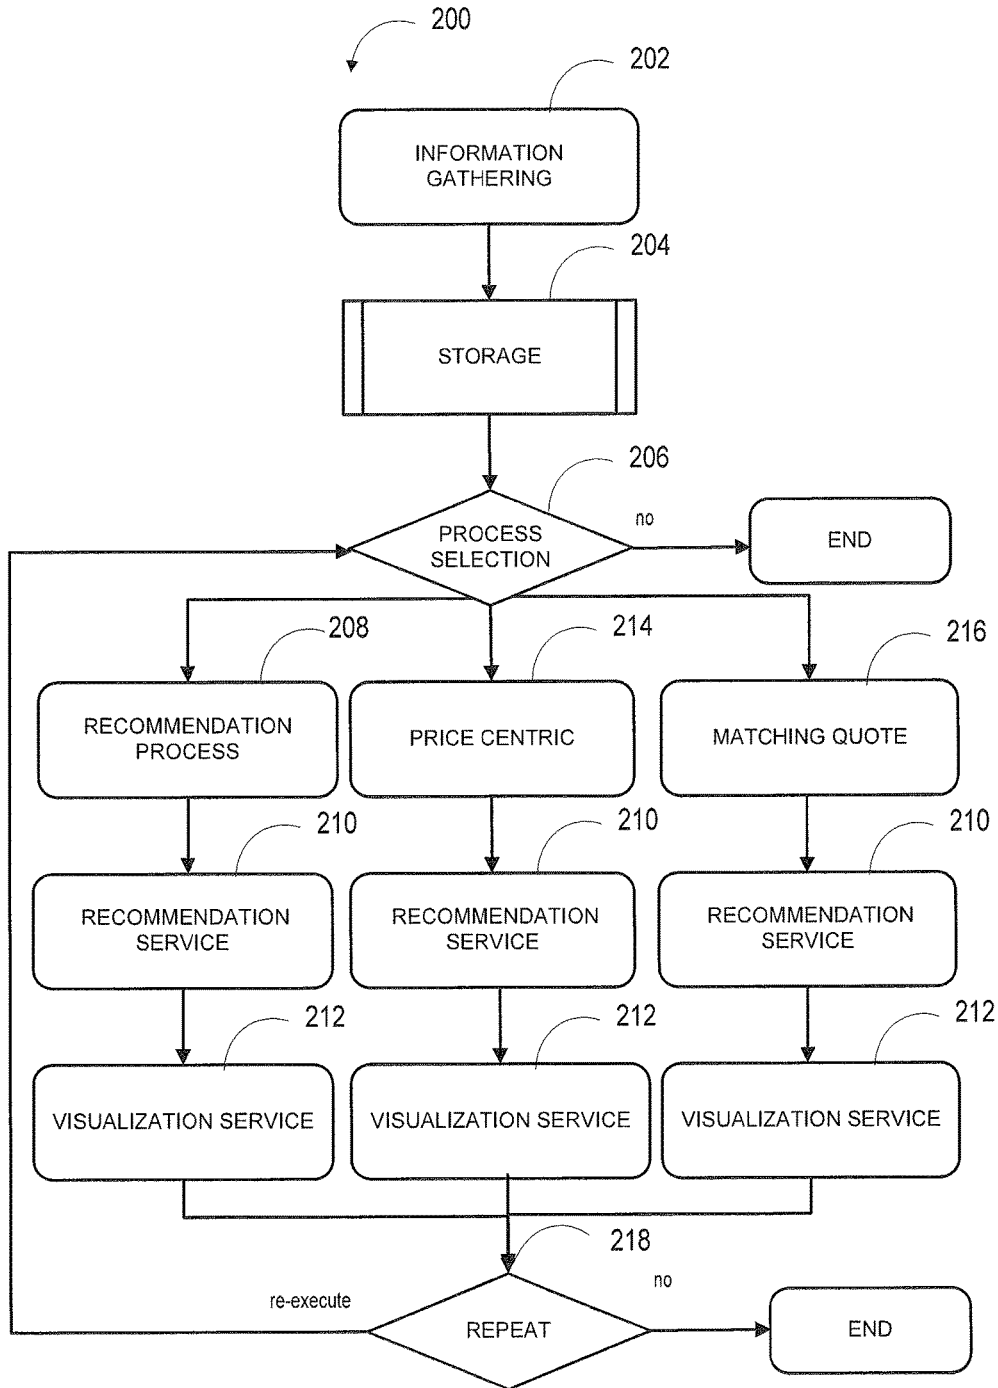 200
202
INFORMATION
GATHERING
204
STORAGE
206
PROCESS
SELECTION
no
END
208
RECOMMENDATION
PROCESS
214
PRICE CENTRIC
216
MATCHING QUOTE
210
RECOMMENDATION
SERVICE
210
RECOMMENDATION
SERVICE
210
RECOMMENDATION
SERVICE
212
VISUALIZATION SERVICE
212
VISUALIZATION SERVICE
212
VISUALIZATION SERVICE
218
re-execute
REPEAT
no
END